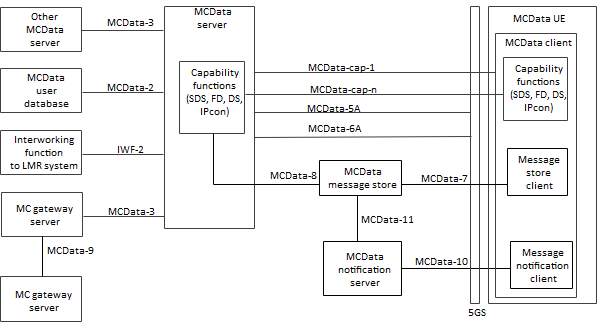 Other
MCData
server
MCData-3
MCData
server
MCData UE
MCData client
MCData
user
database
MCData-2
Capability
functions
(SDS, FD, DS,
IPcon)
MCData-cap-1
MCData-cap-n
MCData-5A
MCData-6A
Capability
functions
(SDS, FD, DS,
IPcon)
Interworking
function
to LMR system
IWF-2
MCData-8
MCData
message store
MCData-7
Message
store
client
MC gateway
server
MCData-3
MCData-11
MCData-9
MCData
notification
server
MCData-10
Message
notification
client
MC gateway
server
5GS